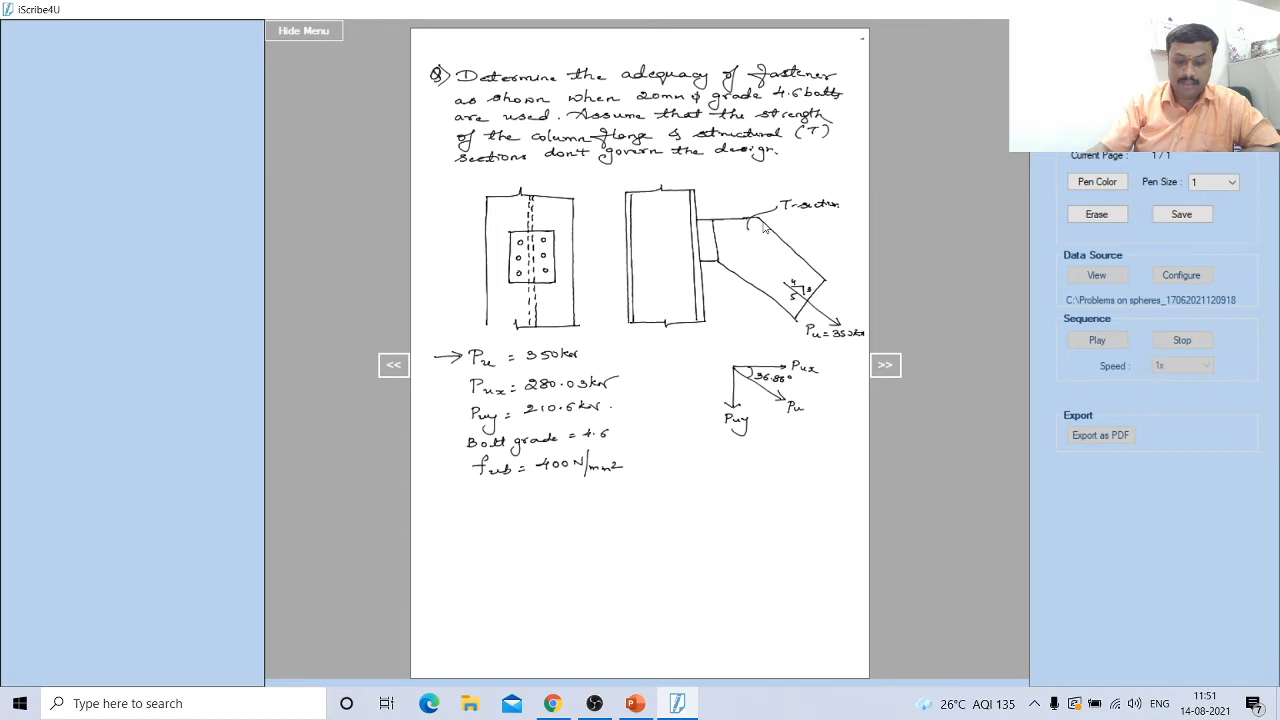 iScribe4U
Hide Menu
Q) Determine the adequacy of fastener
as shown when 20mm φ grade 4.6 bolts
are used. Assume that the strength
of the column flange & structural (T)
sections don't govern the design.
T-section
4
3
5
Pu = 350kN
→ Pu = 350kN
Pux = 280.03kN
Puy = 210.6kN.
Bolt grade = 4.6
fub = 400 N/mm2
Pux
36.86°
Pu
Puy
<<
>>
Current Page : 1 / 1
Pen Color
Pen Size : 1
Erase
Save
Data Source
View
Configure
C:\Problems on spheres_17062021120918
Sequence
Play
Stop
Speed : 1x
Export
Export as PDF
Type here to search
26°C AQI 135
ENG
11:51
14-08-2021
7